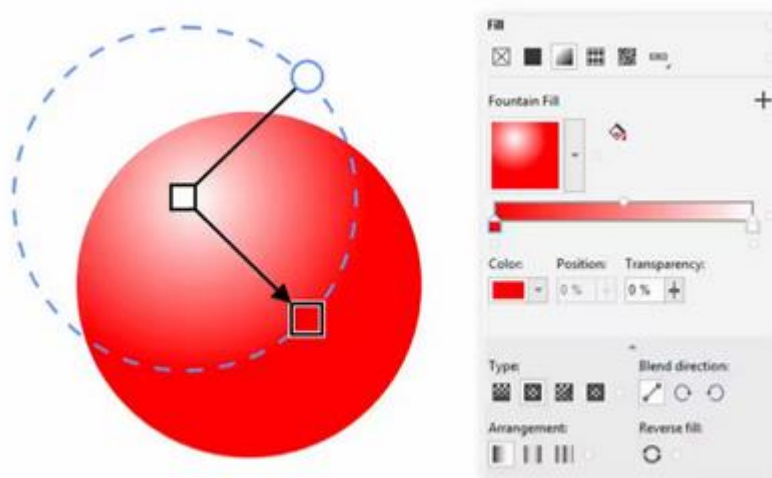 Fill
Fountain Fill
Color: Position: Transparency:
0 % 0 %
Type: Blend direction:
Arrangement: Reverse fill: